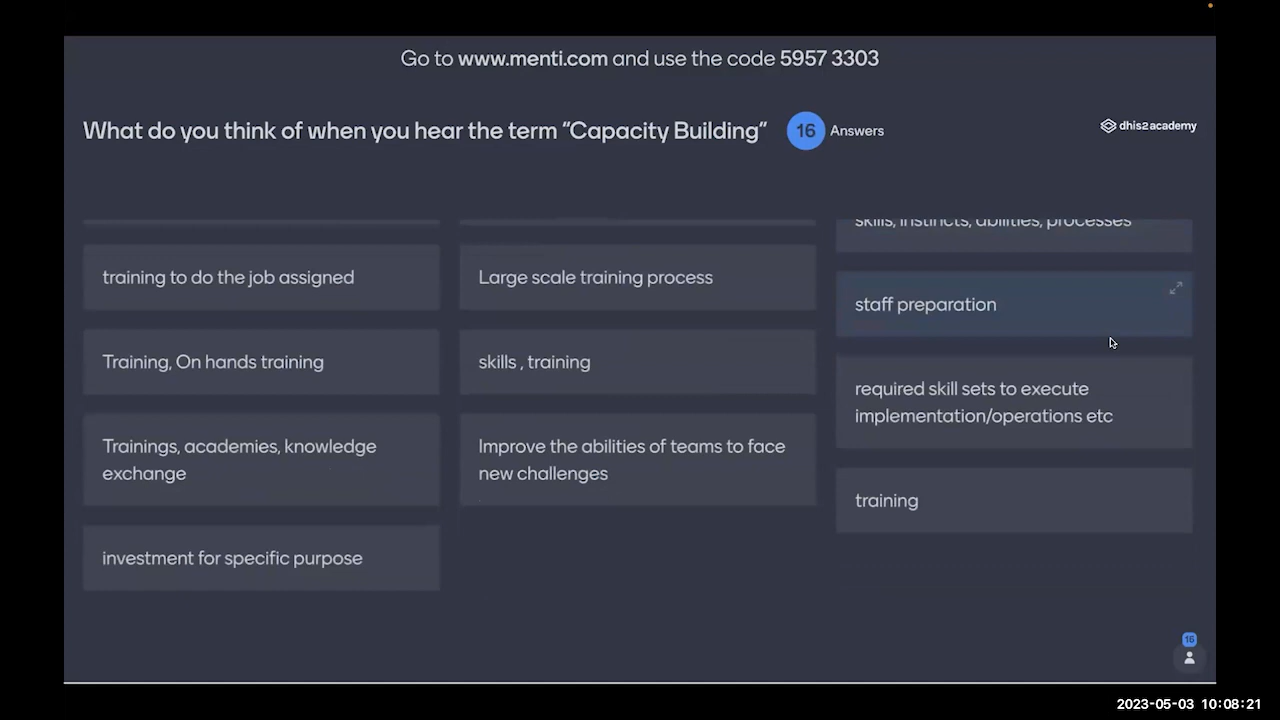 Go to www.menti.com and use the code 5957 3303
What do you think of when you hear the term “Capacity Building”
16 Answers
dhis2academy
training to do the job assigned
Training, On hands training
Trainings, academies, knowledge
exchange
investment for specific purpose
Large scale training process
skills , training
Improve the abilities of teams to face
new challenges
skills, instincts, abilities, processes
staff preparation
required skill sets to execute
implementation/operations etc
training
16
2023-05-03 10:08:21